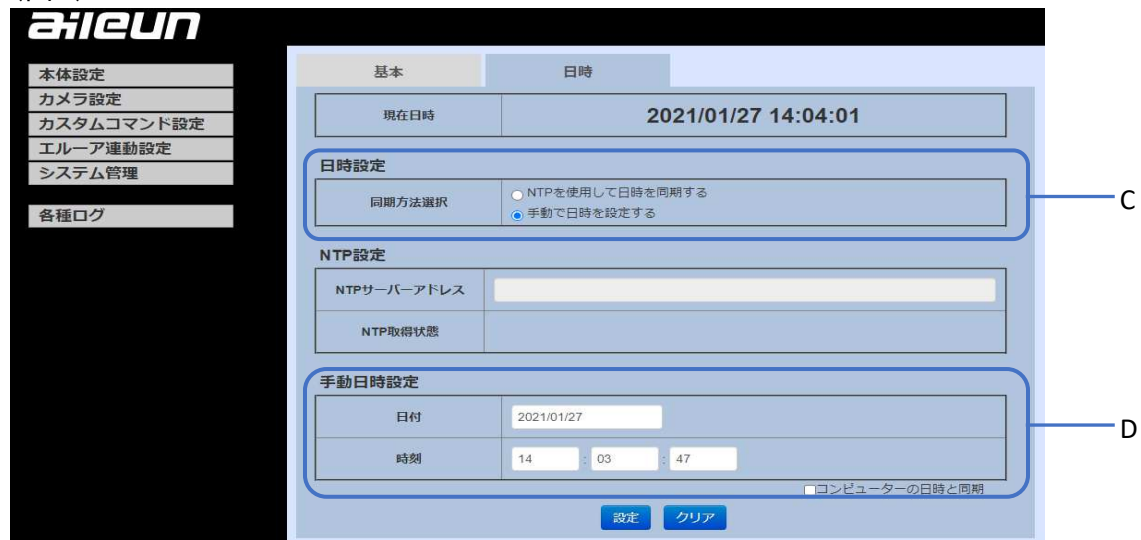 aileun
本体設定
カメラ設定
カスタムコマンド設定
エルーア連動設定
システム管理
各種ログ
基本 日時
現在日時 2021/01/27 14:04:01
日時設定
同期方法選択
NTPを使用して日時を同期する
手動で日時を設定する
C
NTP設定
NTPサーバーアドレス
NTP取得状態
手動日時設定
日付 2021/01/27
D
時刻 14 : 03 : 47
コンピューターの日時と同期
設定 クリア